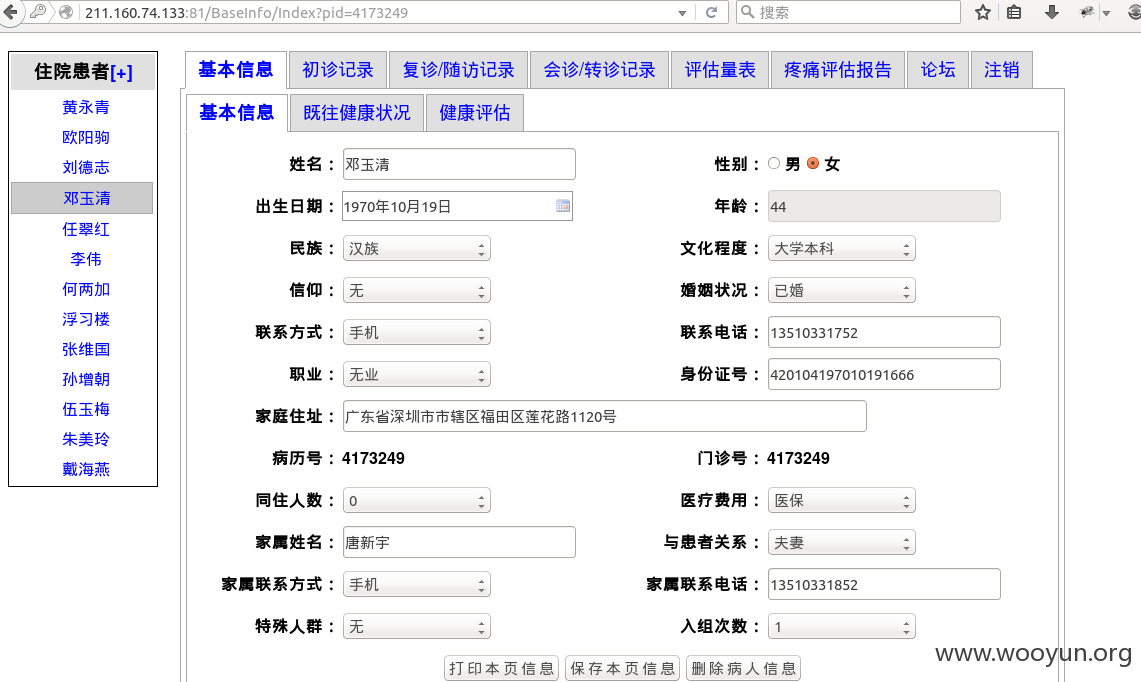 211.160.74.133:81/BaseInfo/Index?pid=4173249
搜索
住院患者[+]
黄永青
欧阳驹
刘德志
邓玉清
任翠红
李伟
何两加
浮习楼
张维国
孙增朝
伍玉梅
朱美玲
戴海燕
基本信息 初诊记录 复诊/随访记录 会诊/转诊记录 评估量表 疼痛评估报告 论坛 注销
基本信息 既往健康状况 健康评估
姓名： 邓玉清 性别： 男 女
出生日期： 1970年10月19日 年龄： 44
民族： 汉族 文化程度： 大学本科
信仰： 无 婚姻状况： 已婚
联系方式： 手机 联系电话： 13510331752
职业： 无业 身份证号： 420104197010191666
家庭住址： 广东省深圳市市辖区福田区莲花路1120号
病历号： 4173249 门诊号： 4173249
同住人数： 0 医疗费用： 医保
家属姓名： 唐新宇 与患者关系： 夫妻
家属联系方式： 手机 家属联系电话： 13510331852
特殊人群： 无 入组次数： 1
打印本页信息 保存本页信息 删除病人信息
www.wooyun.org